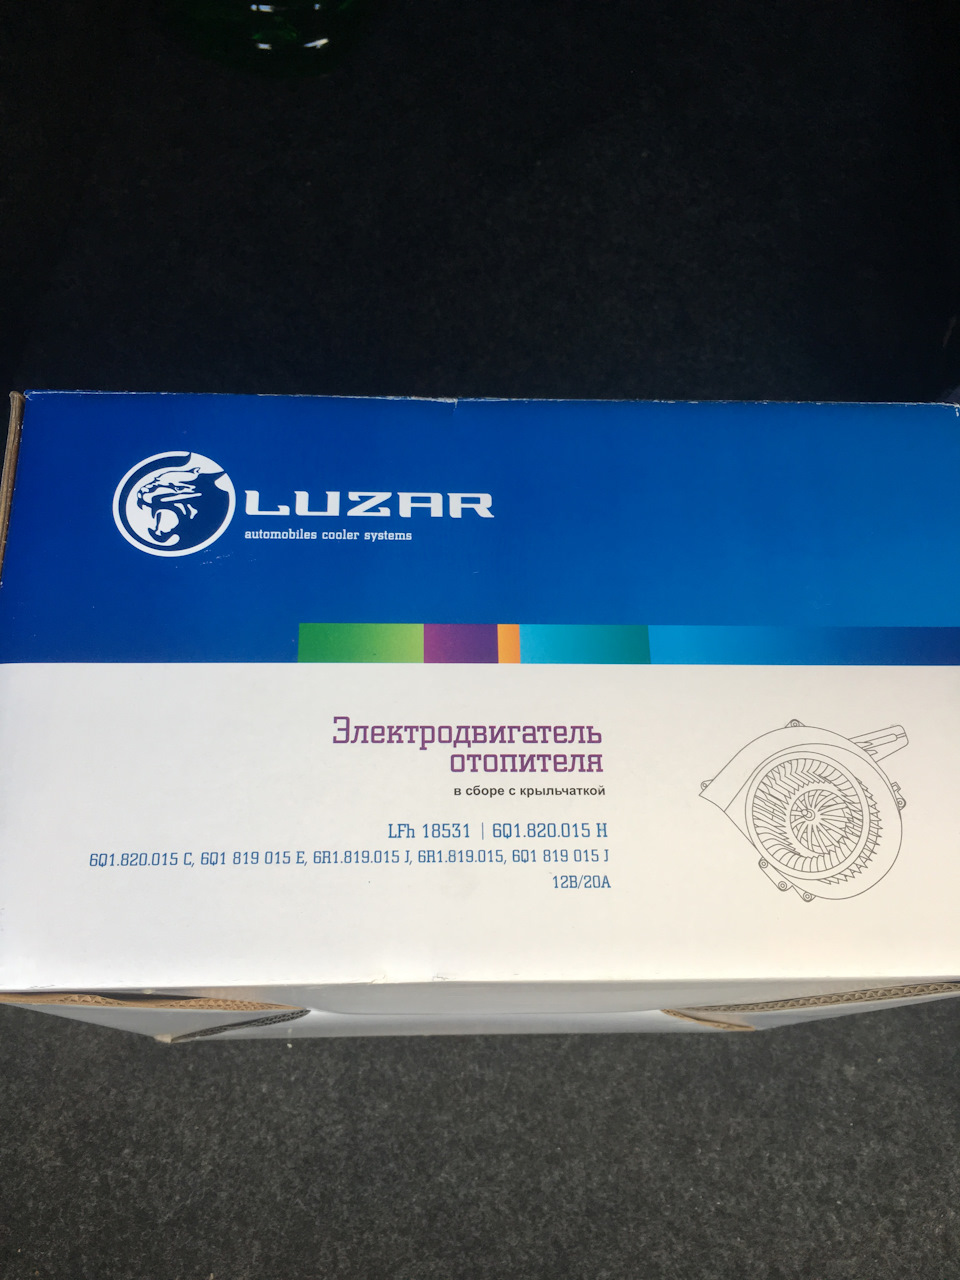 LUZAR
automobiles cooler systems
Электродвигатель
отопителя
в сборе с крыльчаткой
LFh 18531 | 6Q1.820.015 H
6Q1.820.015 C, 6Q1 819 015 E, 6R1.819.015 J, 6R1.819.015, 6Q1 819 015 J
12В/20А